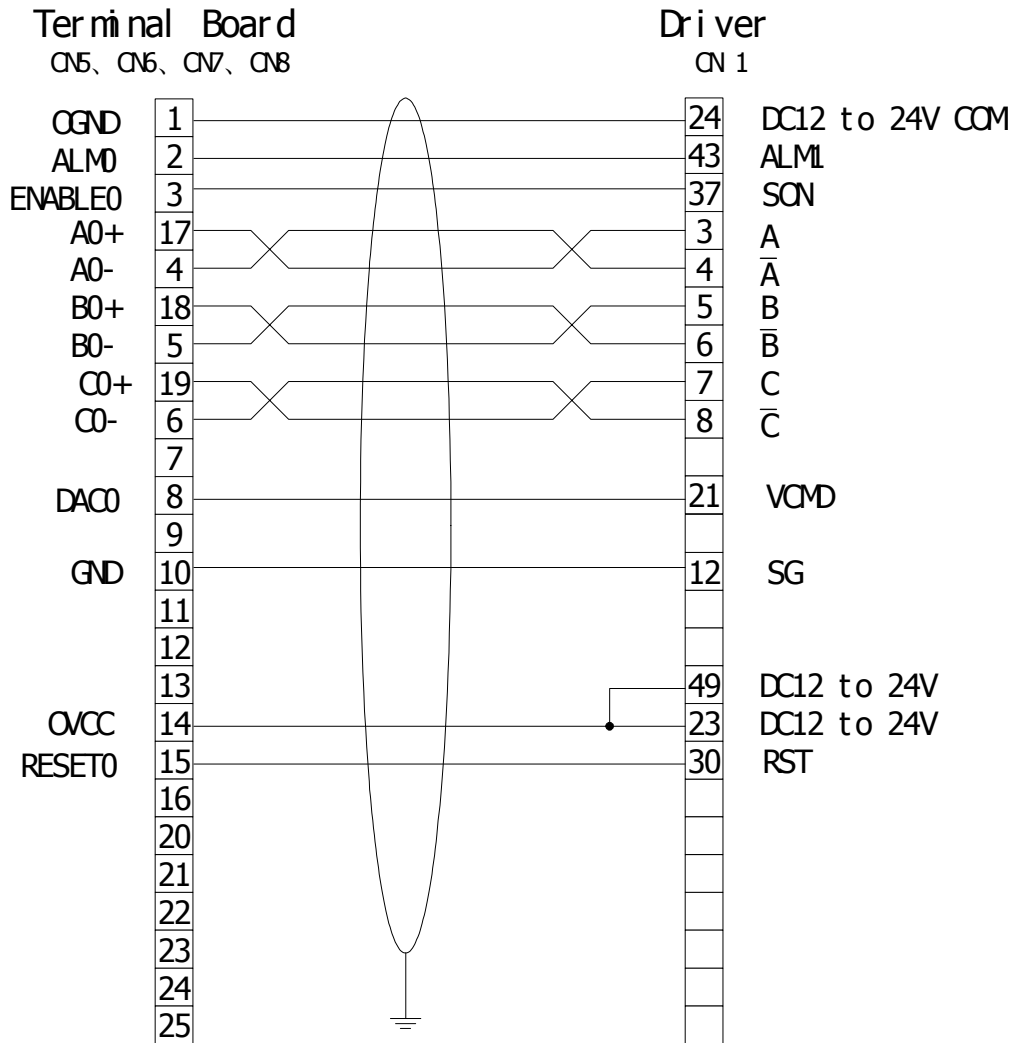 Terminal Board Driver
CN5、CN6、CN7、CN8 CN 1
OGND 1 24 DC12 to 24V COM
ALM0 2 43 ALM1
ENABLE0 3 37 SON
A0+ 17 3 A
A0- 4 4 A̅
B0+ 18 5 B
B0- 5 6 B̅
C0+ 19 7 C
C0- 6 8 C̅
7
DAC0 8 21 VCMD
9
GND 10 12 SG
11
12
13 49 DC12 to 24V
OVCC 14 23 DC12 to 24V
RESET0 15 30 RST
16
20
21
22
23
24
25